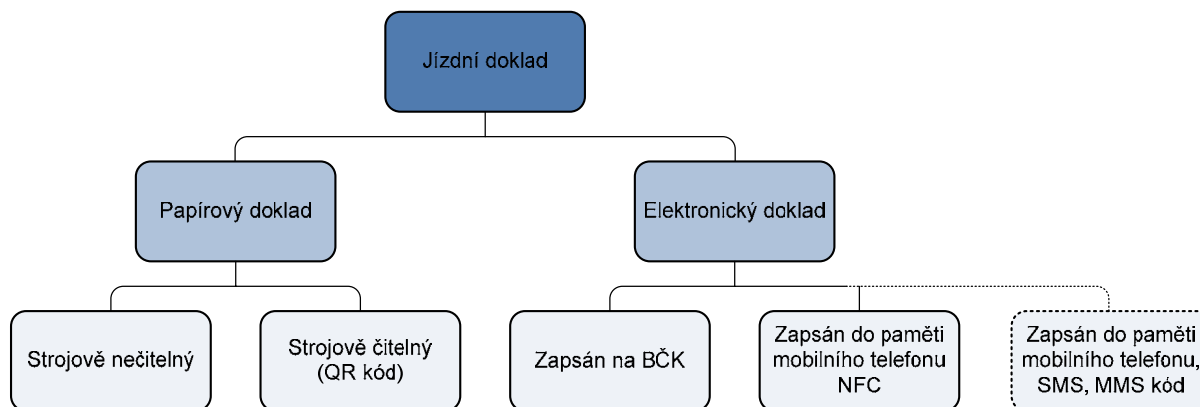 Jízdní doklad
Papírový doklad
Elektronický doklad
Strojově nečitelný
Strojově čitelný
(QR kód)
Zapsán na BČK
Zapsán do paměti
mobilního telefonu
NFC
Zapsán do paměti
mobilního telefonu,
SMS, MMS kód